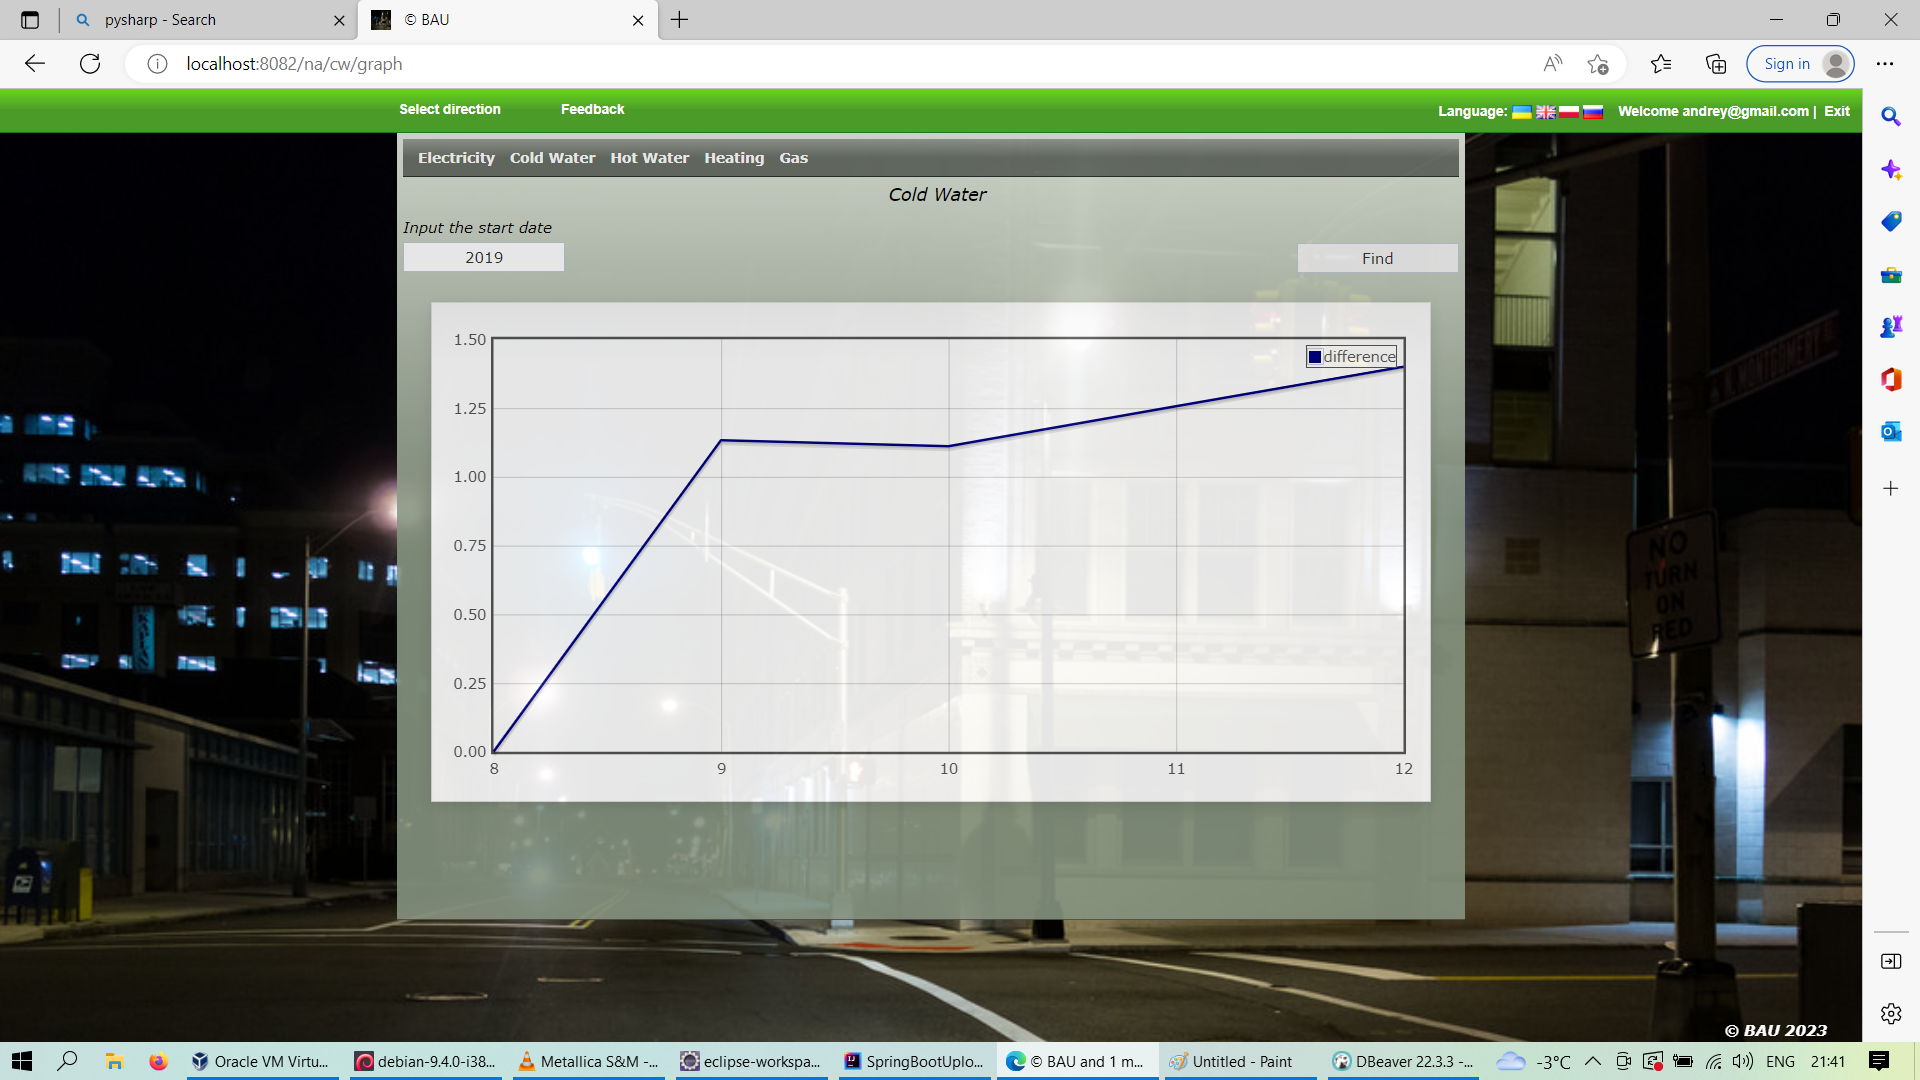 pysharp - Search
© BAU
localhost:8082/na/cw/graph
Sign in
Select direction Feedback
Language: Welcome andrey@gmail.com | Exit
Electricity Cold Water Hot Water Heating Gas
Cold Water
Input the start date
2019
Find
difference
1.50
1.25
1.00
0.75
0.50
0.25
0.00
8 9 10 11 12
N MONTGOMERY
NO
TURN
ON
RED
© BAU 2023
Oracle VM Virtu...
debian-9.4.0-i38...
Metallica S&M -...
eclipse-workspa...
SpringBootUplo...
© BAU and 1 m...
Untitled - Paint
DBeaver 22.3.3 -...
-3°C
ENG
21:41